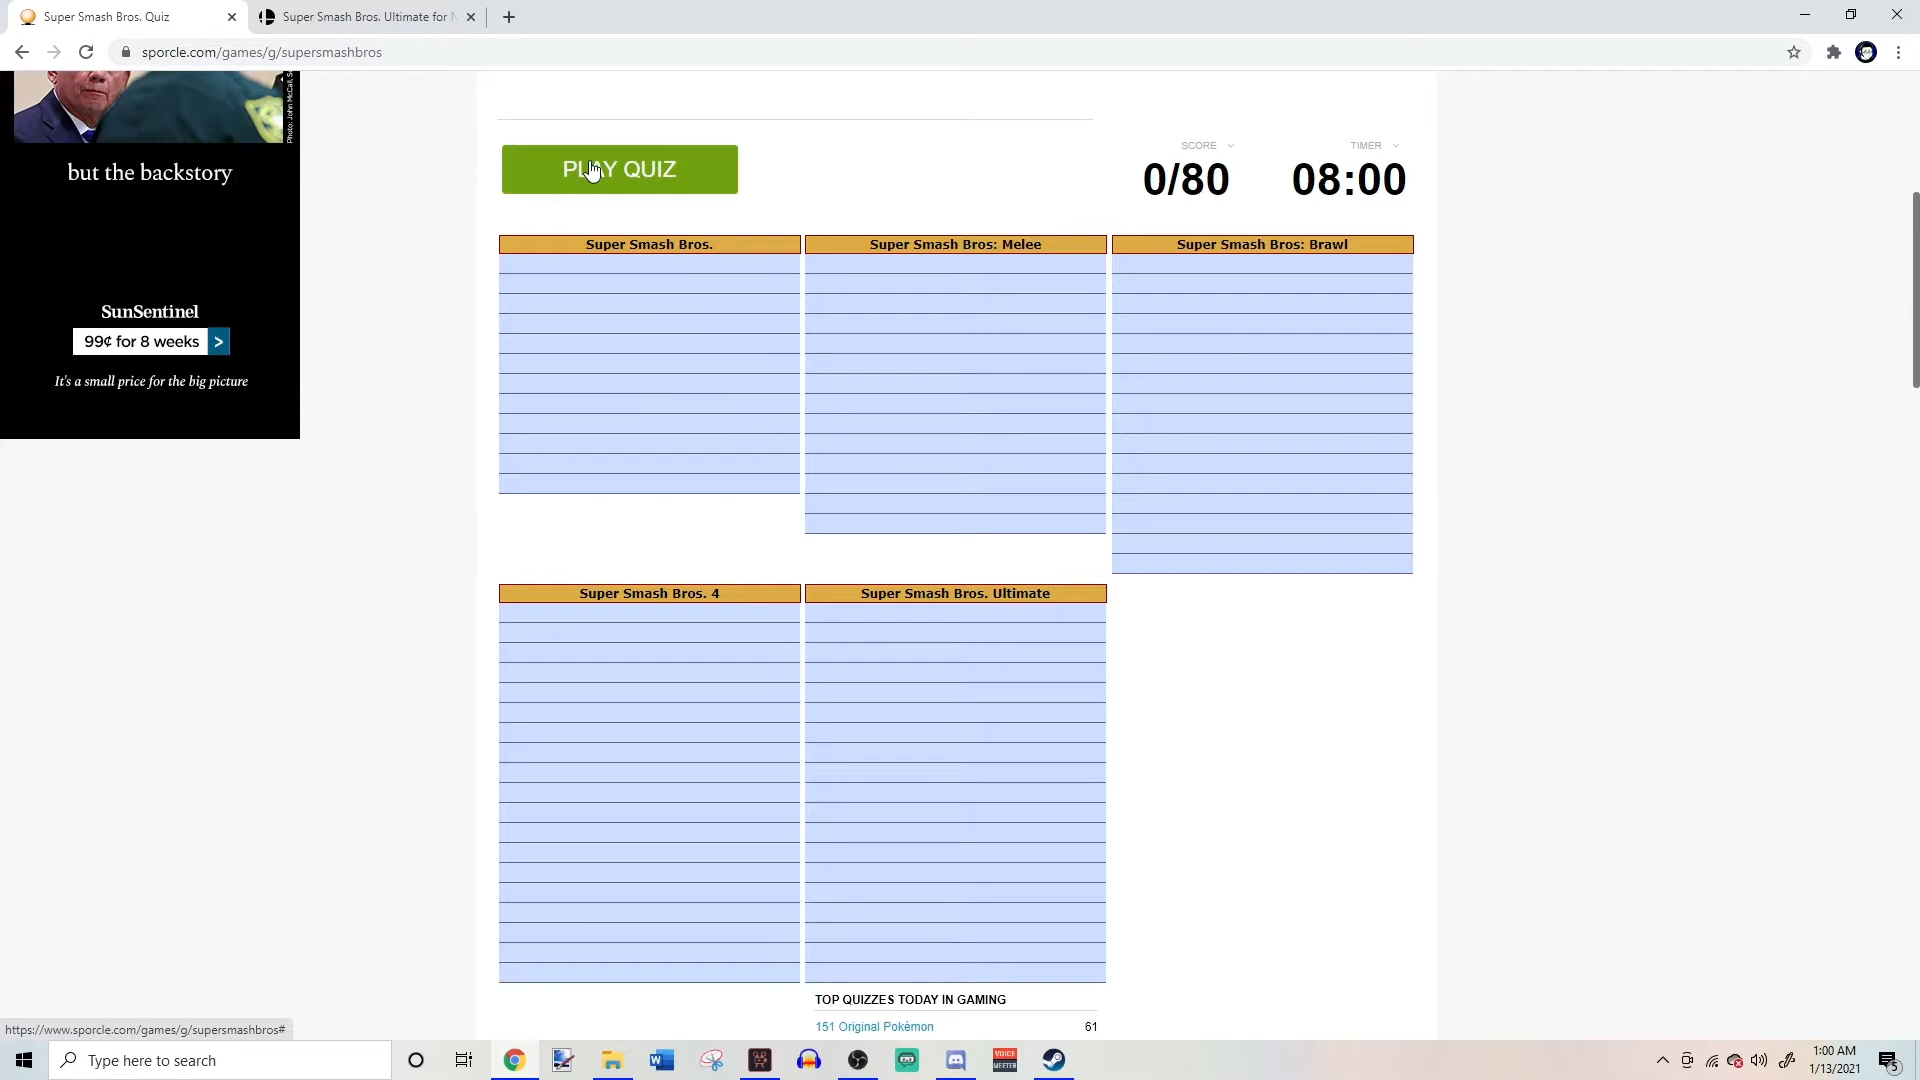 Super Smash Bros. Quiz
Super Smash Bros. Ultimate for N
sporcle.com/games/g/supersmashbros
but the backstory
SunSentinel
99¢ for 8 weeks >
It's a small price for the big picture
PLAY QUIZ
SCORE
0/80
TIMER
08:00
Super Smash Bros.
Super Smash Bros: Melee
Super Smash Bros: Brawl
Super Smash Bros. 4
Super Smash Bros. Ultimate
TOP QUIZZES TODAY IN GAMING
151 Original Pokémon 61
https://www.sporcle.com/games/g/supersmashbros#
Type here to search
VOICE
MEETER
1:00 AM
1/13/2021
5